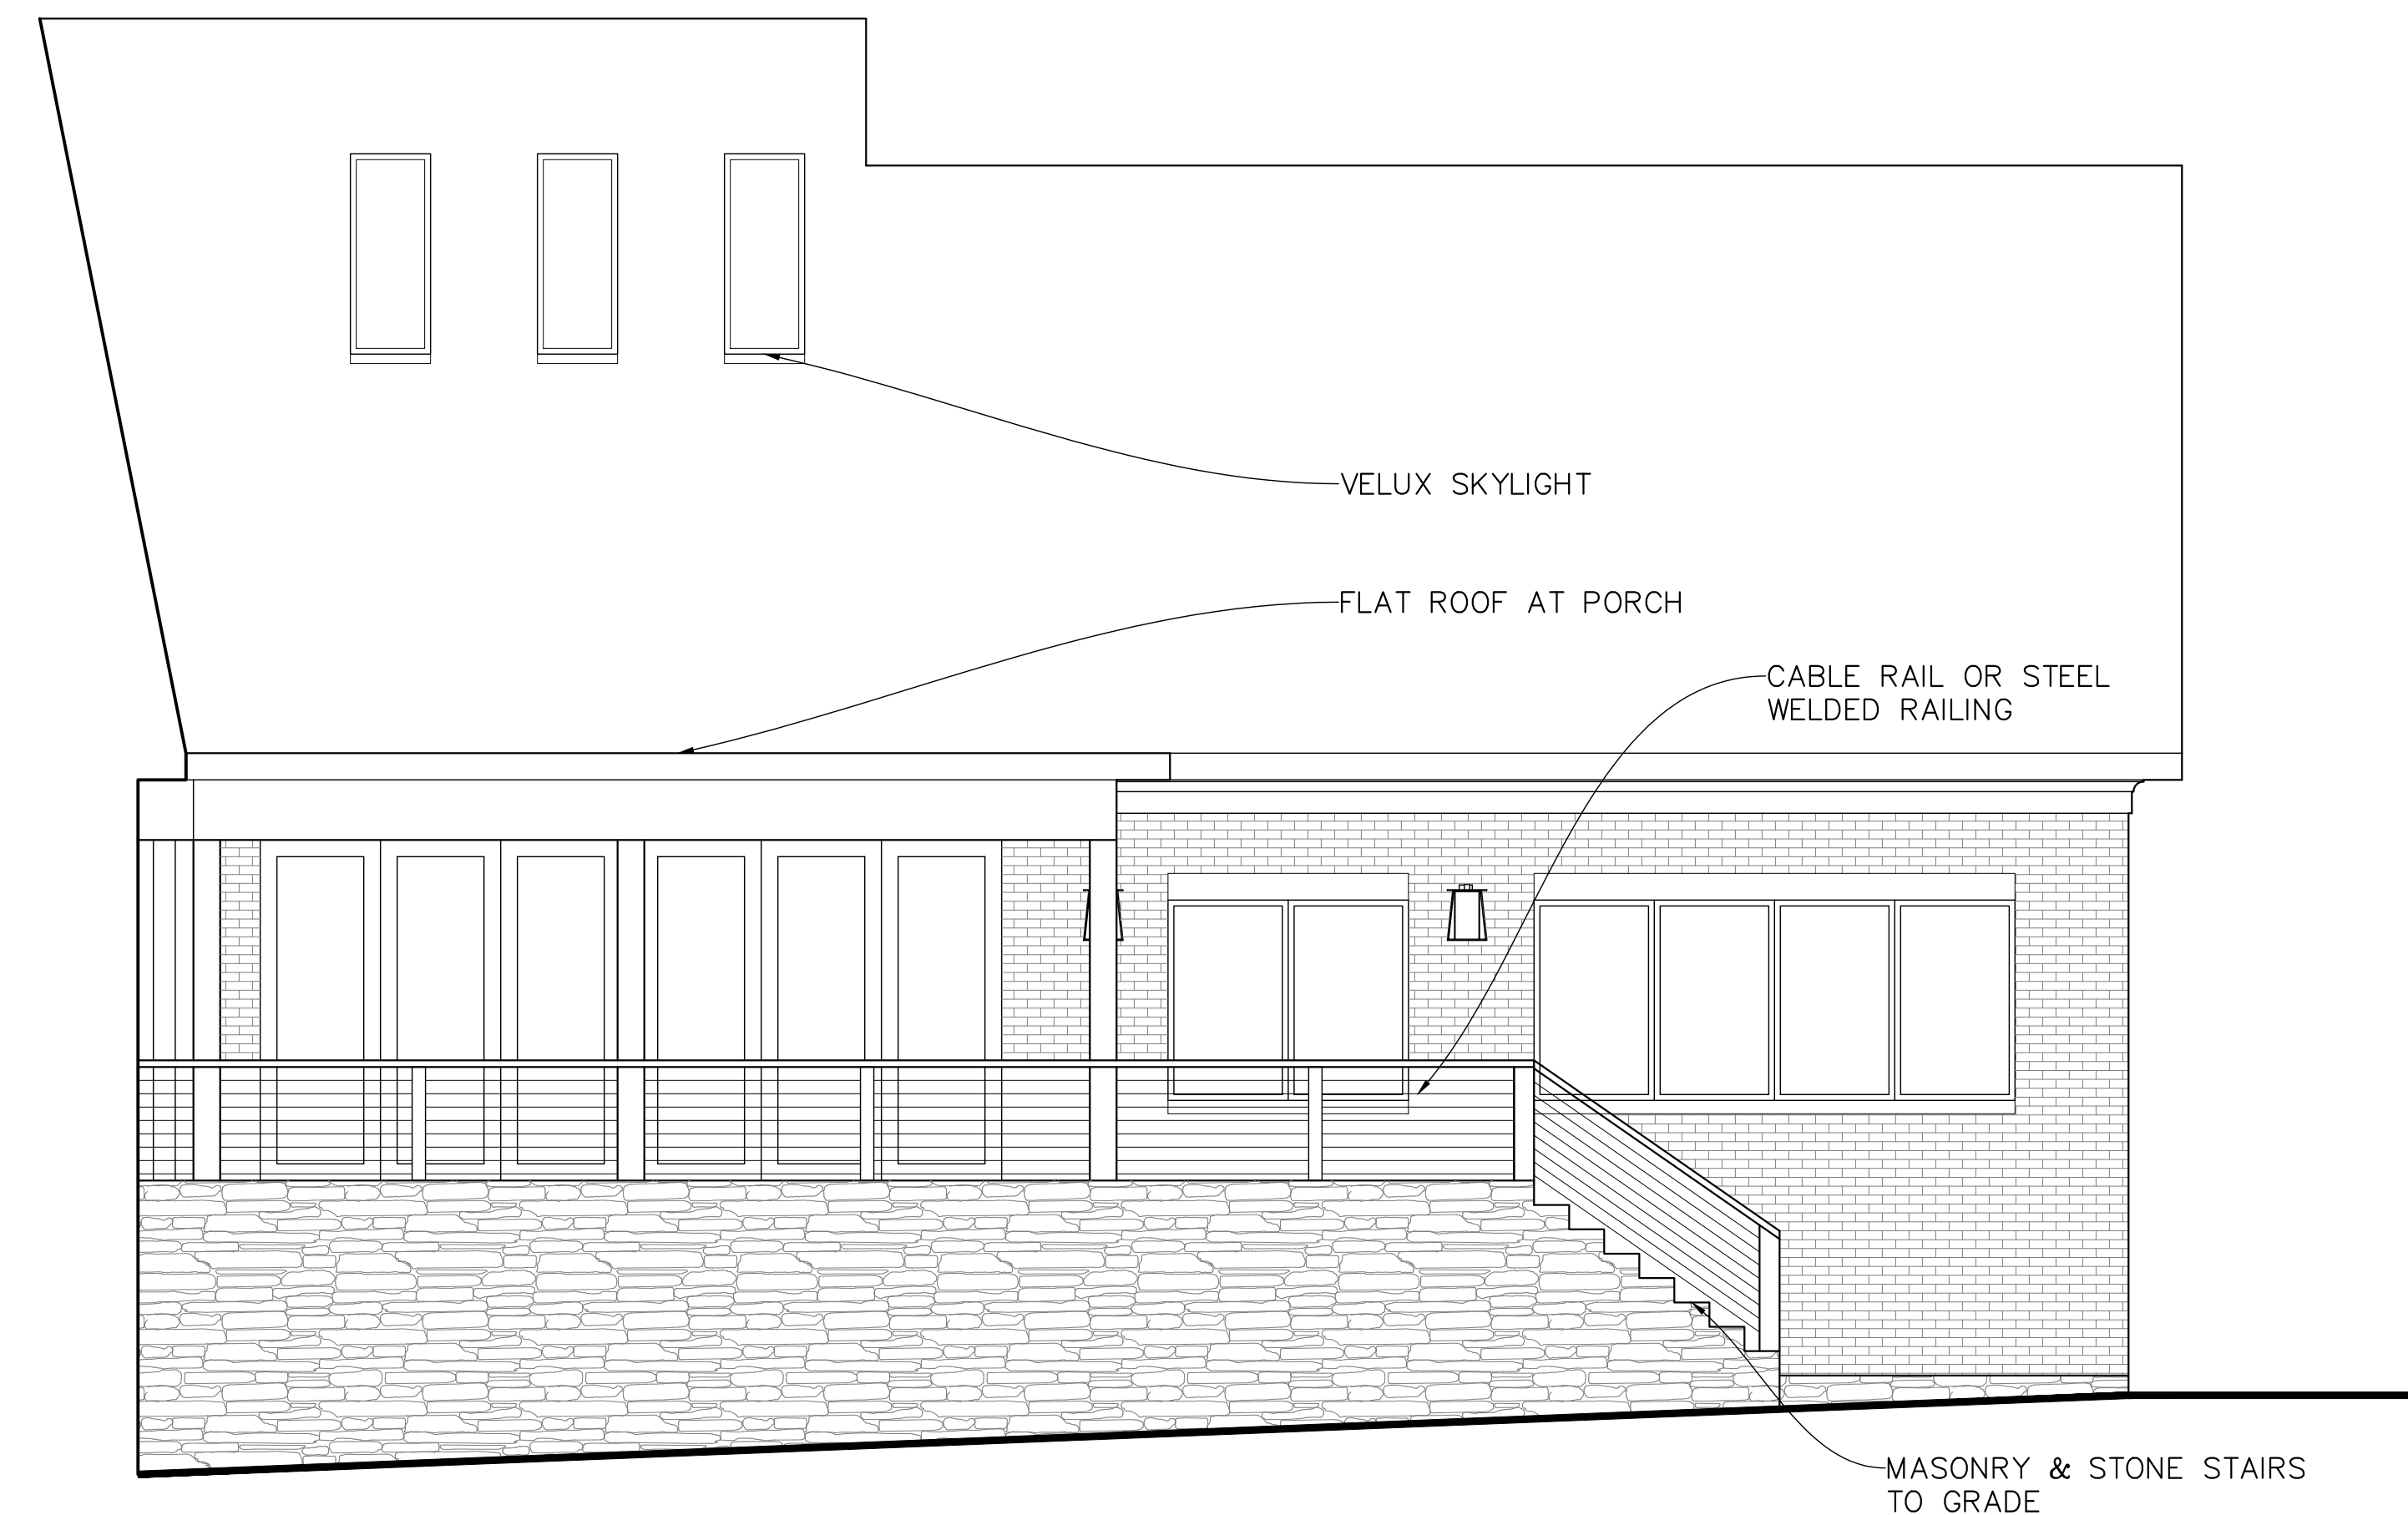 VELUX SKYLIGHT
FLAT ROOF AT PORCH
CABLE RAIL OR STEEL
WELDED RAILING
MASONRY & STONE STAIRS
TO GRADE